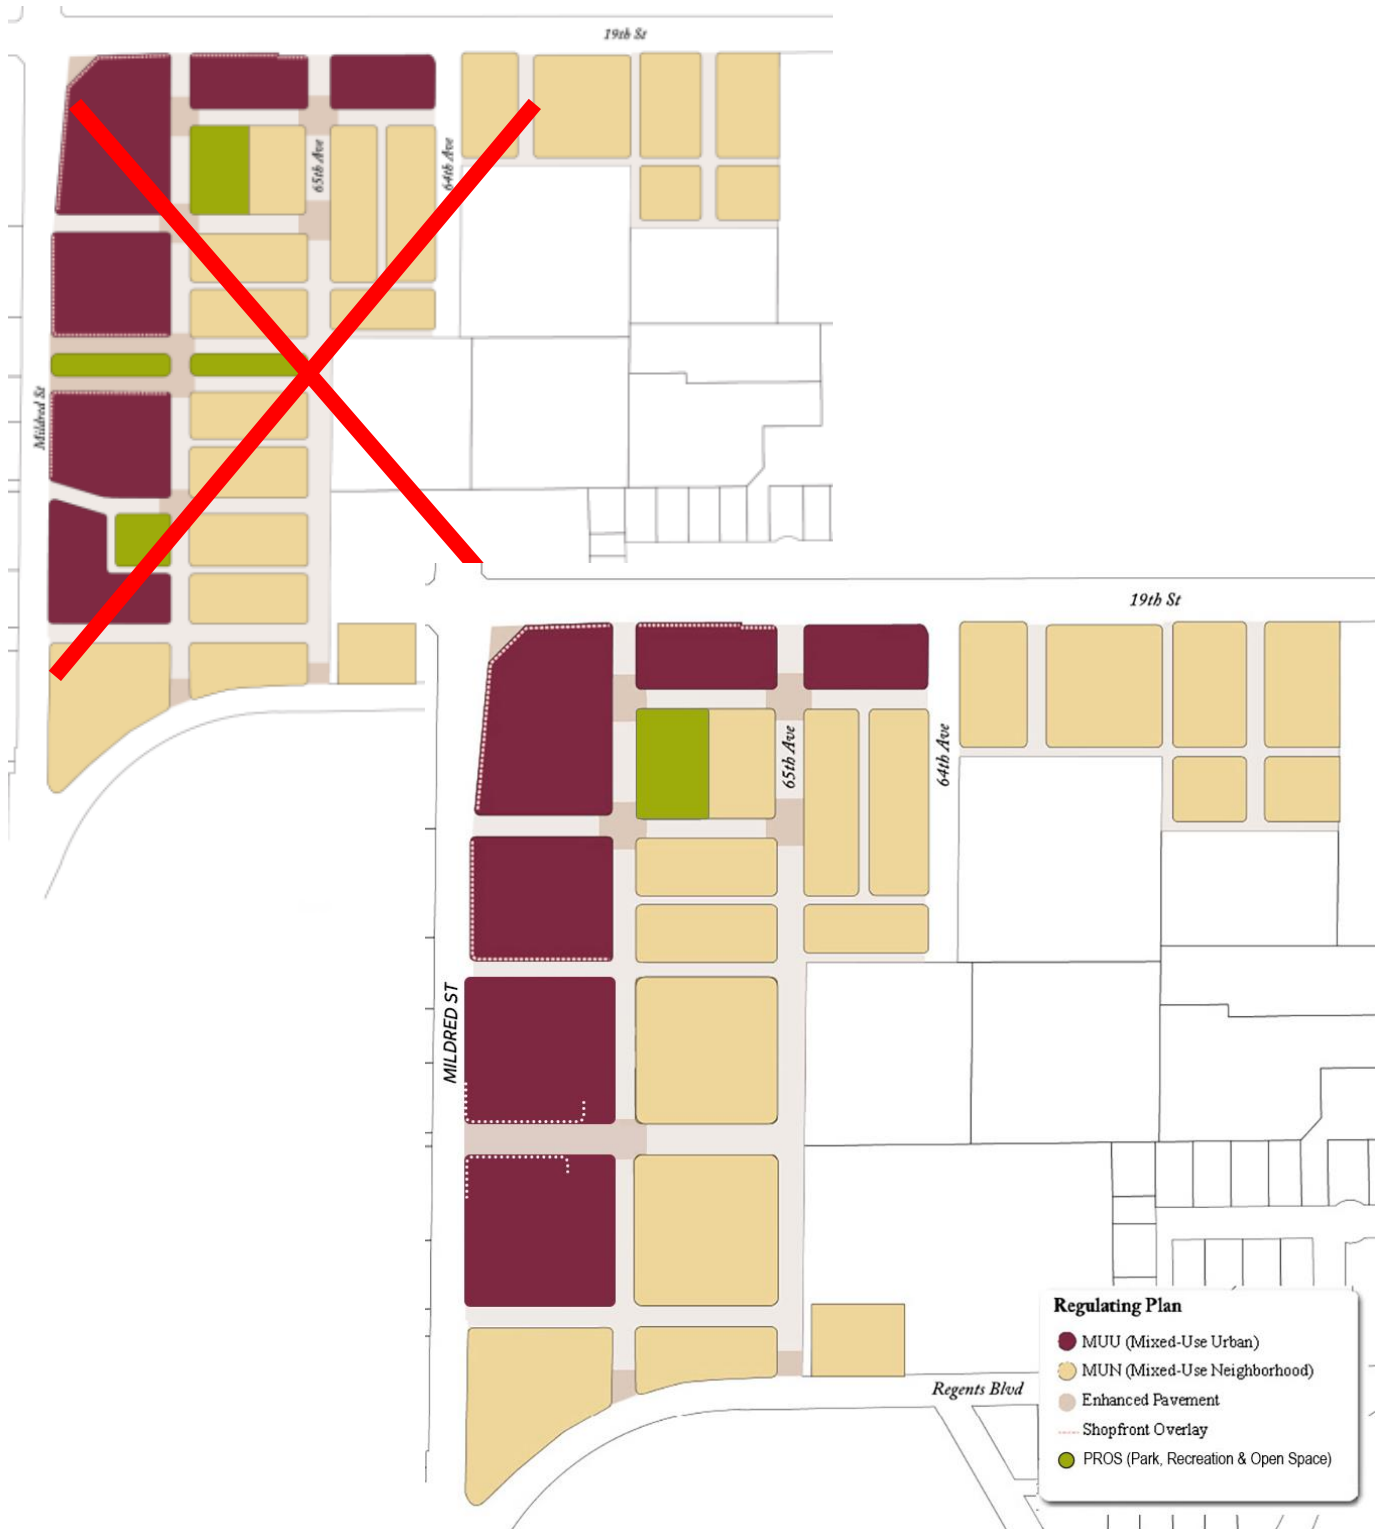 19th St
65th Ave
64th Ave
Mildred St
19th St
65th Ave
64th Ave
MILDRED ST
Regents Blvd
Regulating Plan
MUU (Mixed-Use Urban)
MUN (Mixed-Use Neighborhood)
Enhanced Pavement
Shopfront Overlay
PROS (Park, Recreation & Open Space)